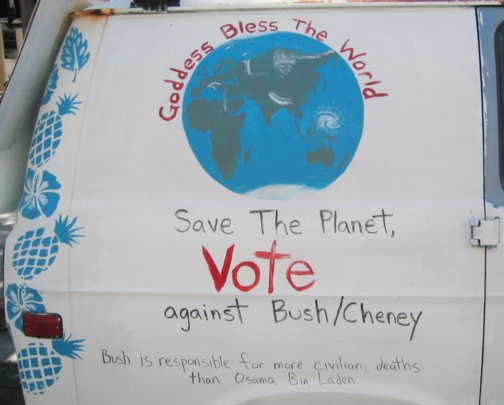 Goddess Bless The World
Save The Planet,
Vote
against Bush/Cheney
Bush is responsible for more civilian deaths
than Osama Bin Laden